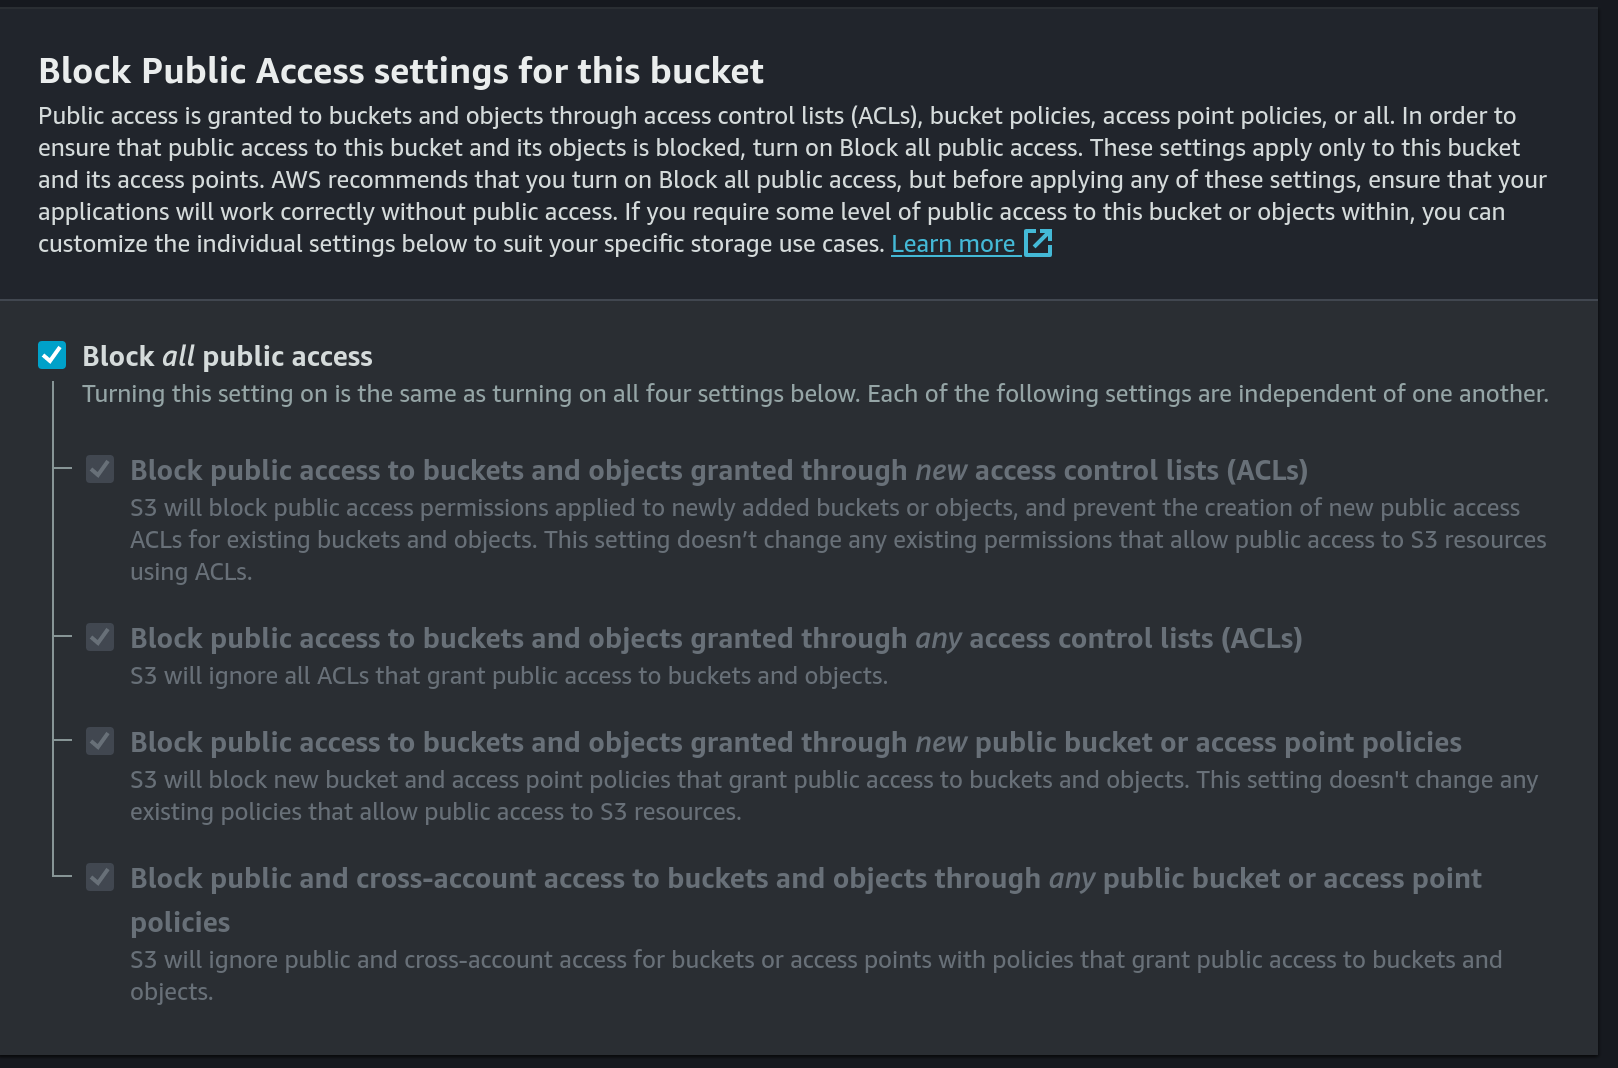 Block Public Access settings for this bucket
Public access is granted to buckets and objects through access control lists (ACLs), bucket policies, access point policies, or all. In order to
ensure that public access to this bucket and its objects is blocked, turn on Block all public access. These settings apply only to this bucket
and its access points. AWS recommends that you turn on Block all public access, but before applying any of these settings, ensure that your
applications will work correctly without public access. If you require some level of public access to this bucket or objects within, you can
customize the individual settings below to suit your specific storage use cases. Learn more
Block all public access
Turning this setting on is the same as turning on all four settings below. Each of the following settings are independent of one another.
Block public access to buckets and objects granted through new access control lists (ACLs)
S3 will block public access permissions applied to newly added buckets or objects, and prevent the creation of new public access
ACLs for existing buckets and objects. This setting doesn’t change any existing permissions that allow public access to S3 resources
using ACLs.
Block public access to buckets and objects granted through any access control lists (ACLs)
S3 will ignore all ACLs that grant public access to buckets and objects.
Block public access to buckets and objects granted through new public bucket or access point policies
S3 will block new bucket and access point policies that grant public access to buckets and objects. This setting doesn't change any
existing policies that allow public access to S3 resources.
Block public and cross-account access to buckets and objects through any public bucket or access point
policies
S3 will ignore public and cross-account access for buckets or access points with policies that grant public access to buckets and
objects.